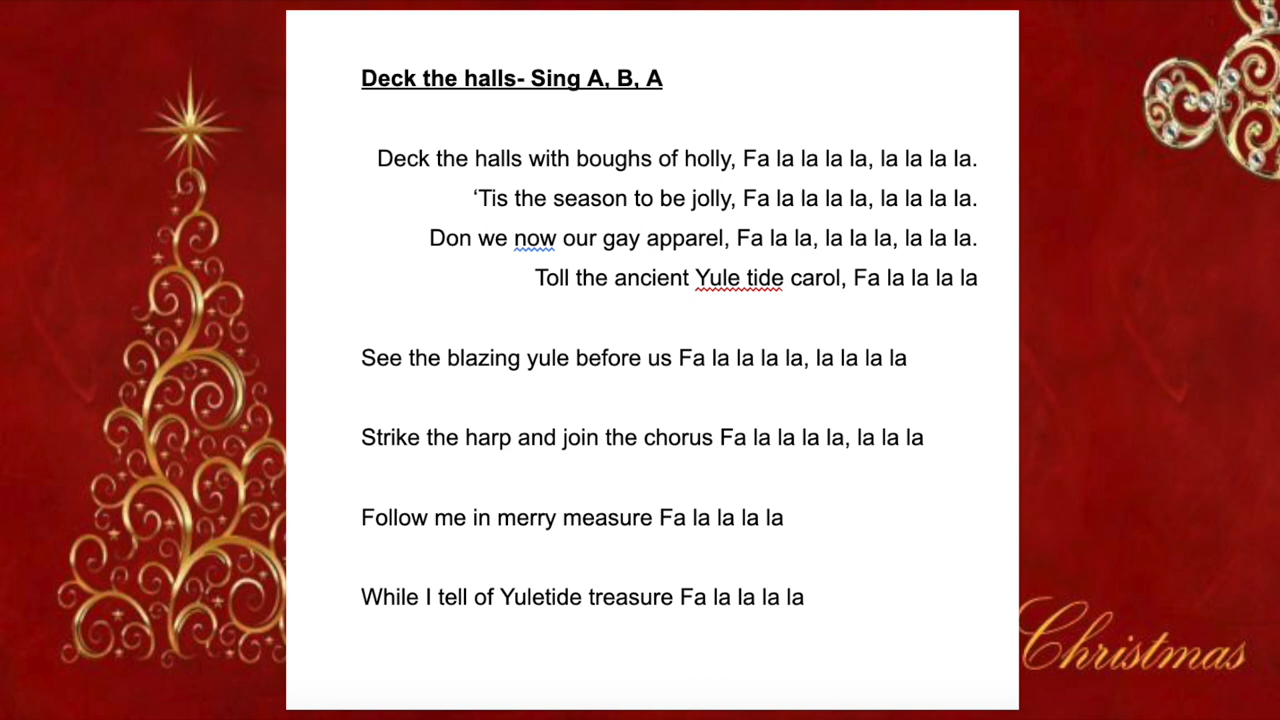 Deck the halls- Sing A, B, A
Deck the halls with boughs of holly, Fa la la la la, la la la la.
‘Tis the season to be jolly, Fa la la la la, la la la la.
Don we now our gay apparel, Fa la la, la la la, la la la.
Toll the ancient Yule tide carol, Fa la la la la
See the blazing yule before us Fa la la la la, la la la la
Strike the harp and join the chorus Fa la la la la, la la la
Follow me in merry measure Fa la la la la
While I tell of Yuletide treasure Fa la la la la
Christmas